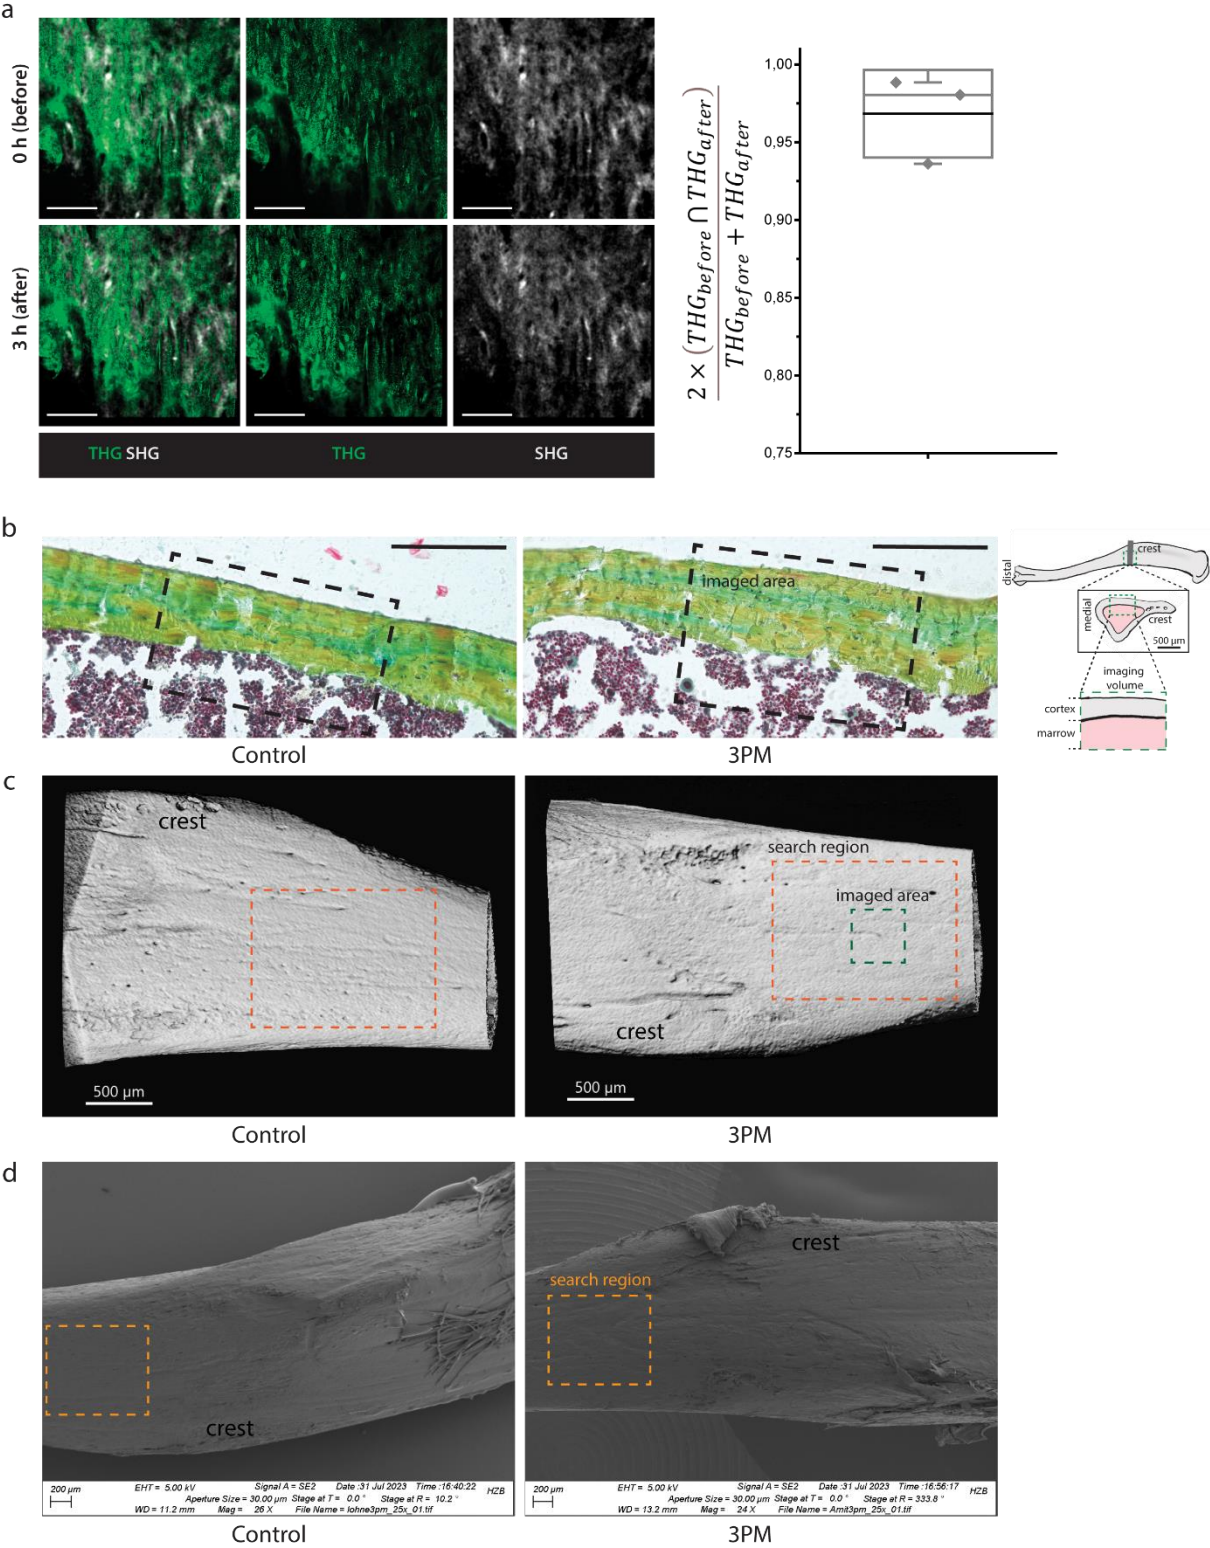 a
0 h (before)
3 h (after)
THG SHG
THG
SHG
2 × (THG_before ∩ THG_after)
THG_before + THG_after
1,00
0,95
0,90
0,85
0,80
0,75
b
imaged area
Control
3PM
distal
crest
medial
crest
500 µm
imaging
volume
cortex
marrow
c
crest
500 µm
search region
imaged area
crest
500 µm
Control
3PM
d
crest
200 µm
EHT = 5.00 kV Signal A = SE2 Date :31 Jul 2023 Time :16:40:22
HZB
Aperture Size = 30.00 µm Stage at T = 0.0 ° Stage at R = 10.2 °
WD = 11.2 mm Mag = 26 X File Name = lohne3pm_25x_01.tif
search region
crest
200 µm
EHT = 5.00 kV Signal A = SE2 Date :31 Jul 2023 Time :16:56:17
HZB
Aperture Size = 30.00 µm Stage at T = 0.0 ° Stage at R = 333.8 °
WD = 13.2 mm Mag = 24 X File Name = Amit3pm_25x_01.tif
Control
3PM